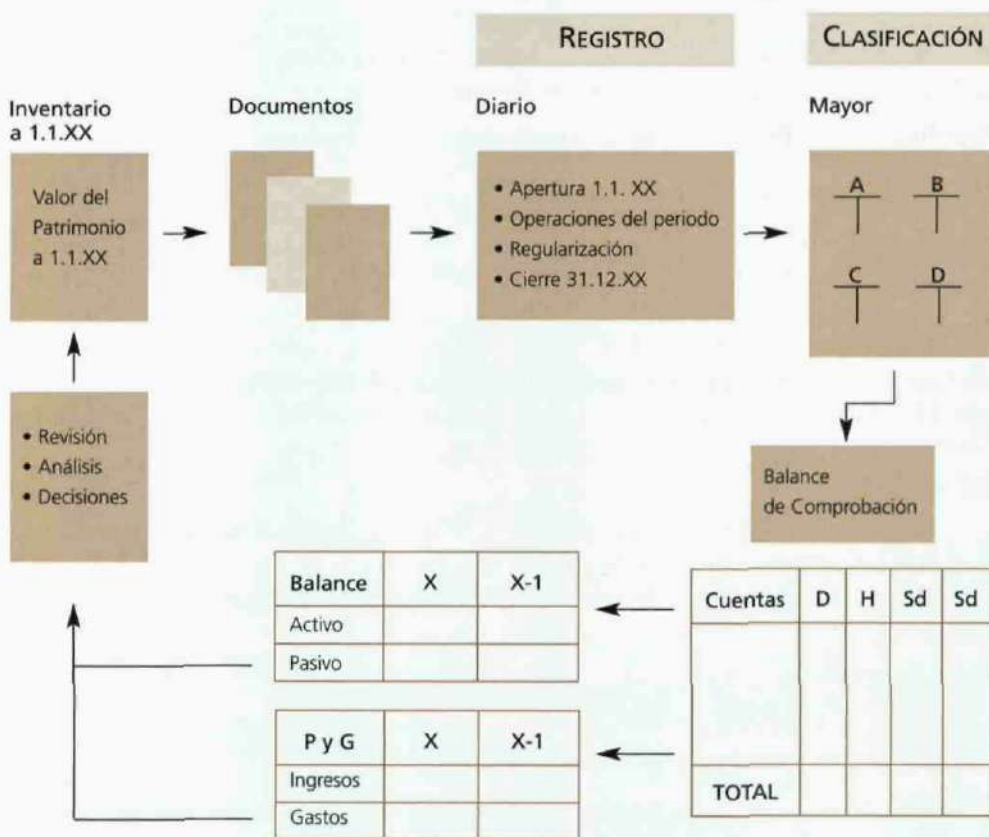 REGISTRO
CLASIFICACIÓN
Inventario
a 1.1.XX
Documentos
Diario
Mayor
Valor del
Patrimonio
a 1.1.XX
• Apertura 1.1. XX
• Operaciones del periodo
• Regularización
• Cierre 31.12.XX
A B
C D
• Revisión
• Análisis
• Decisiones
Balance
de Comprobación
Balance X X-1
Activo
Pasivo
Cuentas D H Sd Sd
TOTAL
P y G X X-1
Ingresos
Gastos